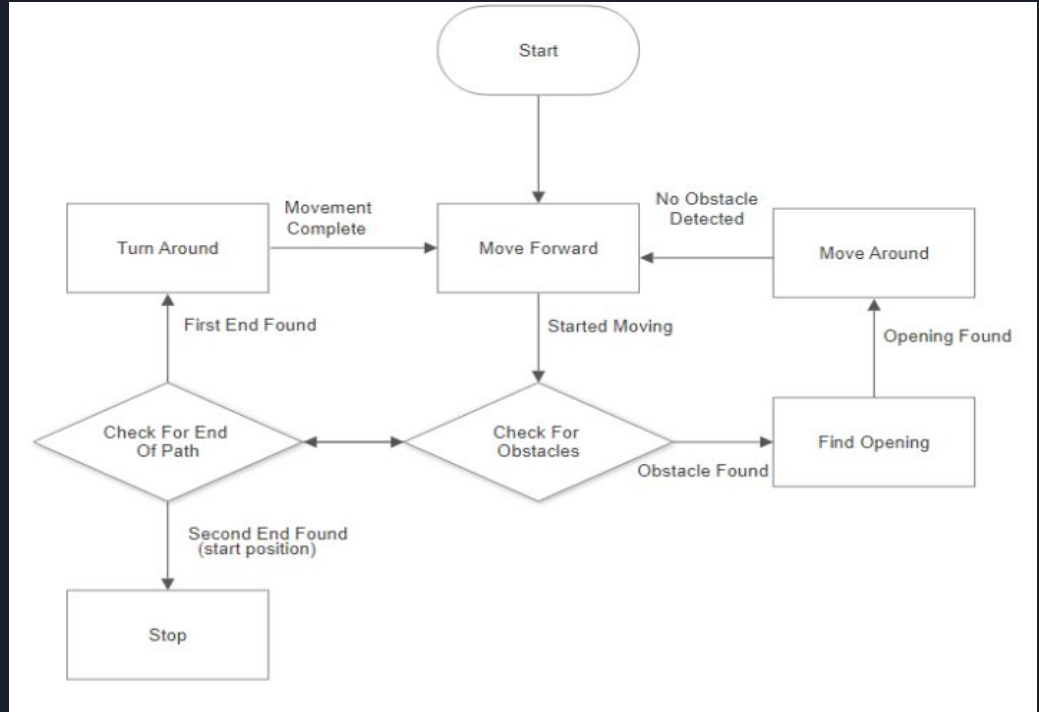 Start
Movement
Complete
No Obstacle
Detected
Turn Around
Move Forward
Move Around
First End Found
Started Moving
Opening Found
Check For End
Of Path
Check For
Obstacles
Find Opening
Obstacle Found
Second End Found
(start position)
Stop